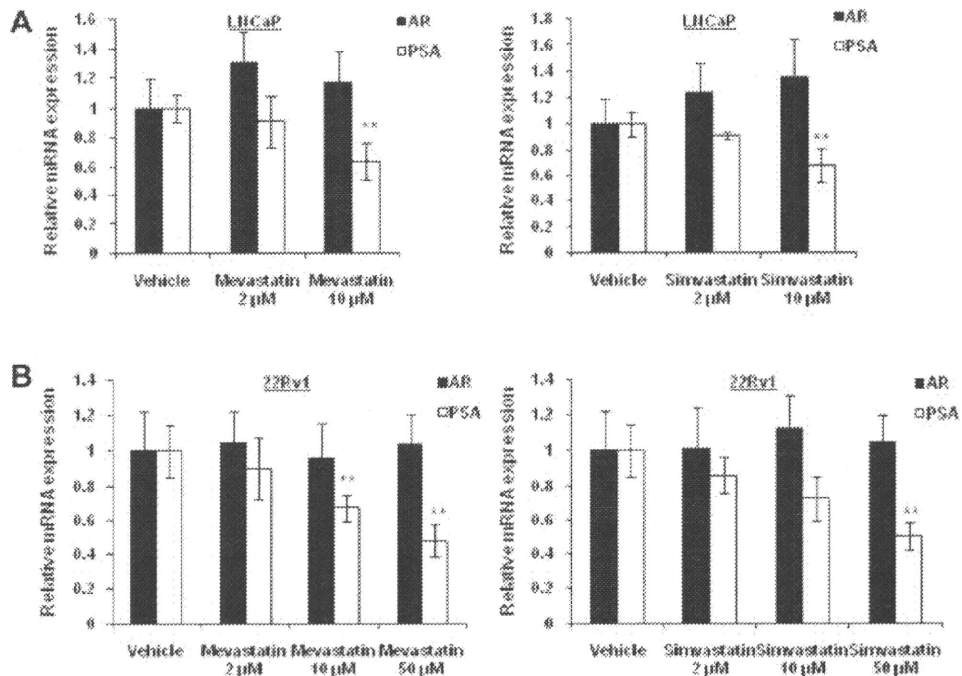 A
LNCaP
AR
PSA
Relative mRNA expression
1.6
1.4
1.2
1
0.8
0.6
0.4
0.2
0
**
Vehicle
Mevastatin 2 µM
Mevastatin 10 µM
LNCaP
AR
PSA
Relative mRNA expression
1.8
1.6
1.4
1.2
1
0.8
0.6
0.4
0.2
0
**
Vehicle
Simvastatin 2 µM
Simvastatin 10 µM
B
22Rv1
AR
PSA
Relative mRNA expression
1.4
1.2
1
0.8
0.6
0.4
0.2
0
**
**
Vehicle
Mevastatin 2 µM
Mevastatin 10 µM
Mevastatin 50 µM
22Rv1
AR
PSA
Relative mRNA expression
1.4
1.2
1
0.8
0.6
0.4
0.2
0
**
Vehicle
Simvastatin 2 µM
Simvastatin 10 µM
Simvastatin 50 µM